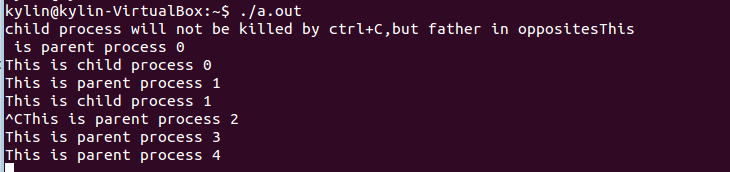 kylin@kylin-VirtualBox:~$ ./a.out
child process will not be killed by ctrl+C,but father in oppositesThis
 is parent process 0
This is child process 0
This is parent process 1
This is child process 1
^CThis is parent process 2
This is parent process 3
This is parent process 4